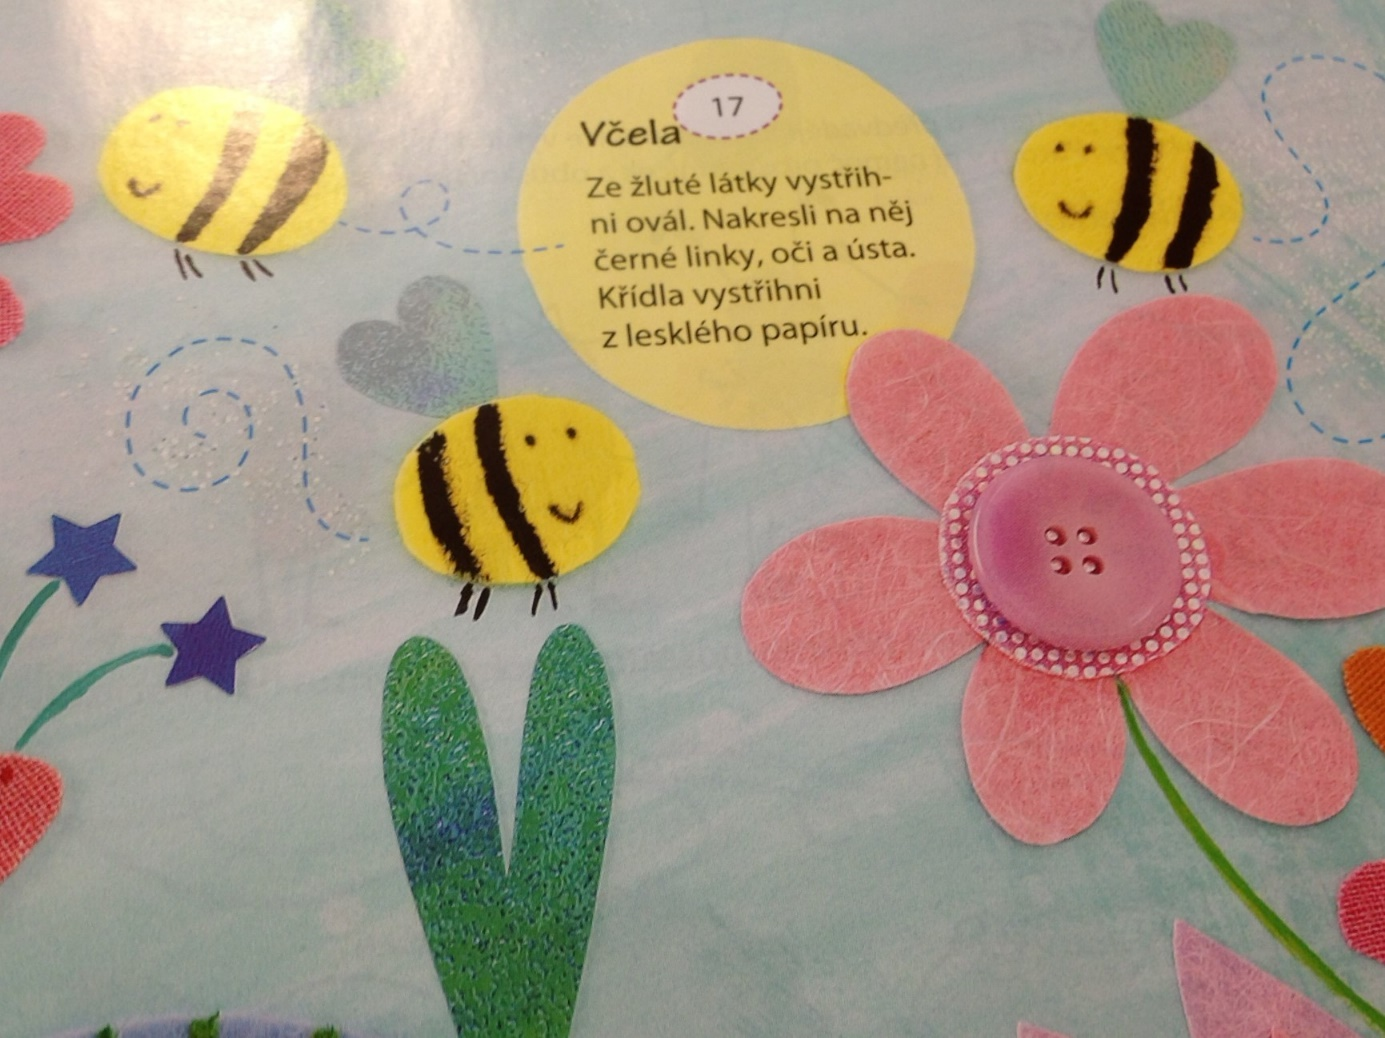 17
Včela
Ze žluté látky vystřih-
ni ovál. Nakresli na něj
černé linky, oči a ústa.
Křídla vystřihni
z lesklého papíru.